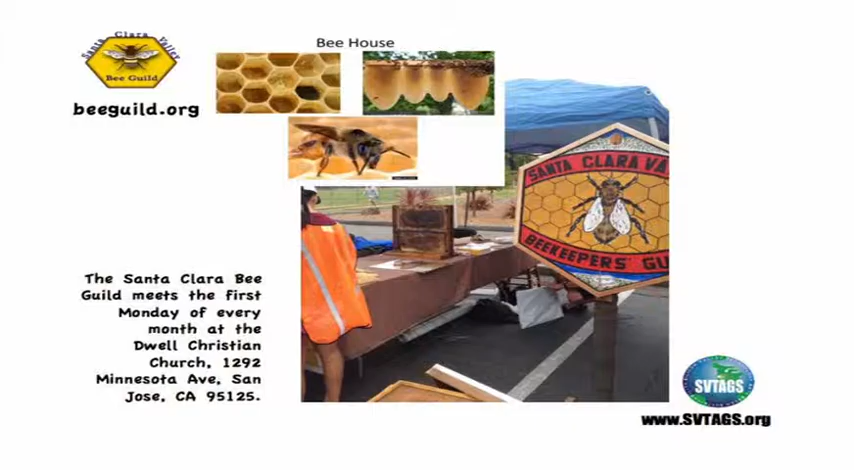 Santa Clara Valley
Bee Guild
beeguild.org
Bee House
SANTA CLARA VA
BEEKEEPERS' GU
The Santa Clara Bee
Guild meets the first
Monday of every
month at the
Dwell Christian
Church, 1292
Minnesota Ave, San
Jose, CA 95125.
SVTAGS
www.SVTAGS.org